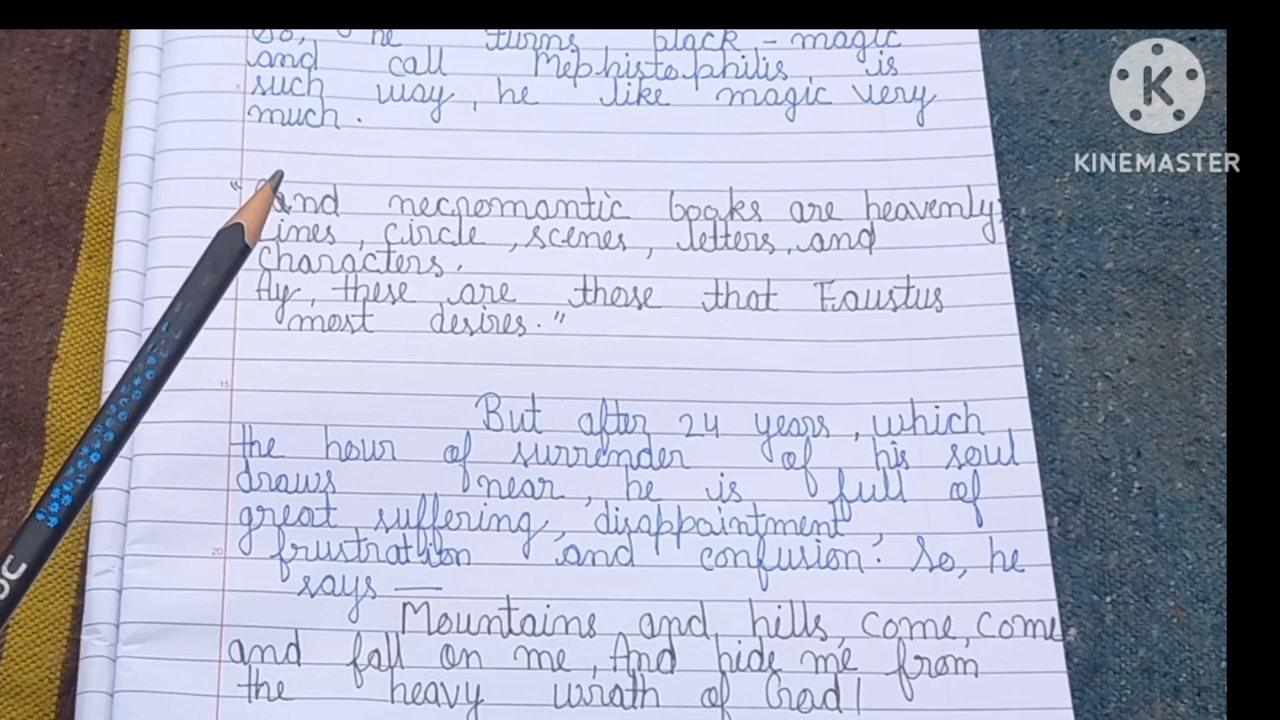 So, he turns black - magic
and call Mephistophilis is
such way, he like magic very
much.
"And necromantic books are heavenly;
Lines, circle, scenes, letters, and
characters.
Ay, these are those that Faustus
most desires."
But after 24 years, which
the hour of surrender of his soul
draws near, he is full of
great suffering, disappaintment,
frustration and confusion. So, he
says —
Mountains and hills, come, come
and fall on me, And hide me from
the heavy wrath of God!
K
KINEMASTER
15
20